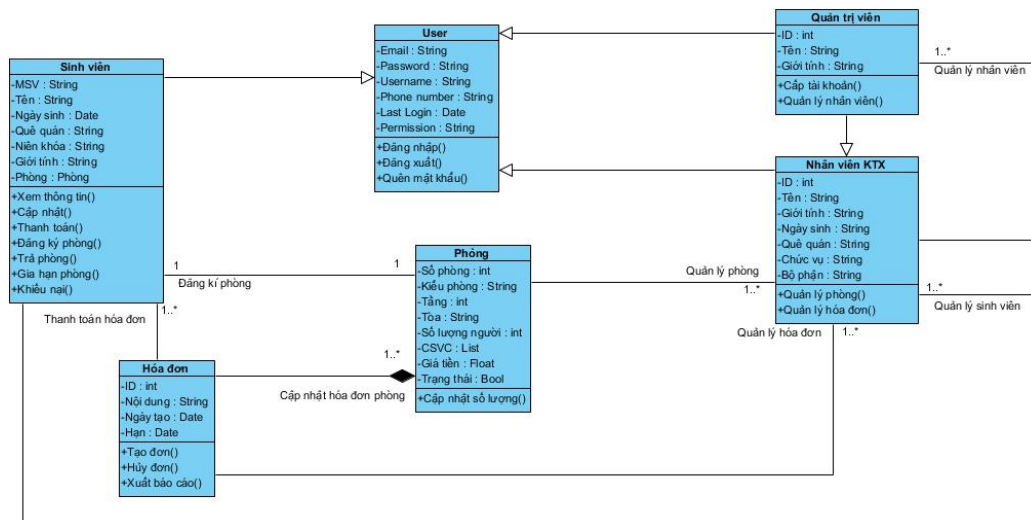 User
-Email : String
-Password : String
-Username : String
-Phone number : String
-Last Login : Date
-Permission : String
+Đăng nhập()
+Đăng xuất()
+Quên mật khẩu()
Quản trị viên
-ID : int
-Tên : String
-Giới tính : String
+Cấp tài khoản()
+Quản lý nhân viên()
1..*
Quản lý nhân viên
Sinh viên
-MSV : String
-Tên : String
-Ngày sinh : Date
-Quê quán : String
-Niên khóa : String
-Giới tính : String
-Phòng : Phòng
+Xem thông tin()
+Cập nhật()
+Thanh toán()
+Đăng ký phòng()
+Trả phòng()
+Gia hạn phòng()
+Khiếu nại()
Nhân viên KTX
-ID : int
-Tên : String
-Giới tính : String
-Ngày sinh : String
-Quê quán : String
-Chức vụ : String
-Bộ phận : String
+Quản lý phòng()
+Quản lý hóa đơn()
1
Đăng kí phòng
1
Phòng
-Số phòng : int
-Kiểu phòng : String
-Tầng : int
-Tòa : String
-Số lượng người : int
-CSVC : List
-Giá tiền : Float
-Trạng thái : Bool
+Cập nhật số lượng()
Quản lý phòng
1..*
1..*
Quản lý sinh viên
Quản lý hóa đơn
1..*
Thanh toán hóa đơn
1..*
Hóa đơn
-ID : int
-Nội dung : String
-Ngày tạo : Date
-Hạn : Date
+Tạo đơn()
+Hủy đơn()
+Xuất báo cáo()
1..*
Cập nhật hóa đơn phòng